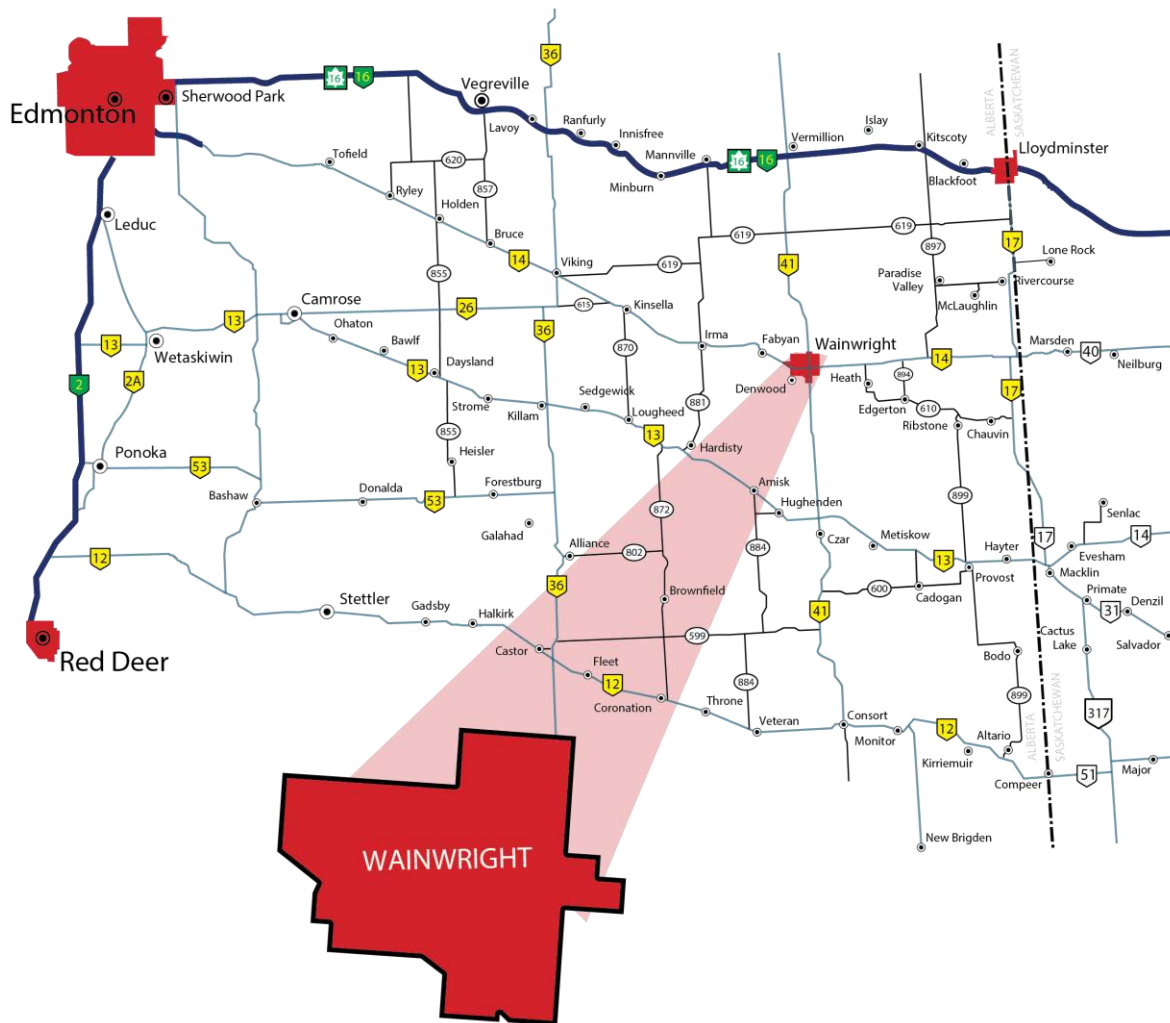 36
16
16
Vegreville
Sherwood Park
Edmonton
Lavoy
Ranfurly
Innisfree
Islay
Vermillion
Kitscoty
ALBERTA
SASKATCHEWAN
Mannville
16
16
Lloydminster
Tofield
620
Minburn
Blackfoot
857
Ryley
Leduc
Holden
Bruce
619
619
17
897
Lone Rock
14
619
41
855
Viking
Paradise
Valley
Rivercourse
McLaughlin
Camrose
26
615
Kinsella
13
36
Ohaton
13
Wetaskiwin
Bawlf
870
Irma
Fabyan
Wainwright
14
Marsden
40
Neilburg
2
2A
13
Daysland
Denwood
Heath
894
17
Sedgewick
Edgerton
610
Strome
Killam
Lougheed
881
Ribstone
Chauvin
855
13
Hardisty
Ponoka
53
Heisler
Amisk
Bashaw
Donalda
53
Forestburg
Hughenden
899
Senlac
872
Galahad
Metiskow
17
14
12
Alliance
802
884
Czar
13
Hayter
Evesham
Macklin
Provost
36
600
Cadogan
Primate
Stettler
Brownfield
41
31
Denzil
Gadsby
Halkirk
599
Cactus
Lake
Salvador
Red Deer
Castor
Bodo
Fleet
12
884
899
Coronation
Throne
317
Veteran
Consort
Monitor
12
Altario
ALBERTA
SASKATCHEWAN
Kirriemuir
Compeer
51
Major
New Brigden
WAINWRIGHT